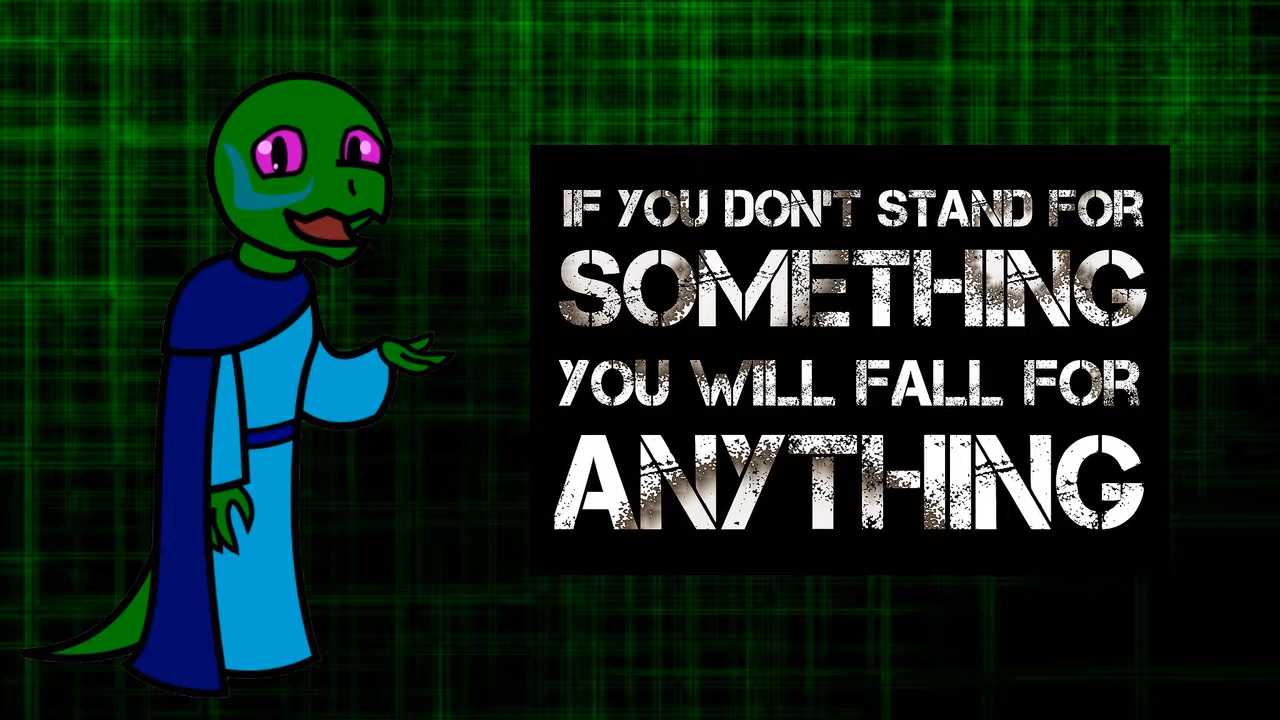 IF YOU DON'T STAND FOR
SOMETHING
YOU WILL FALL FOR
ANYTHING